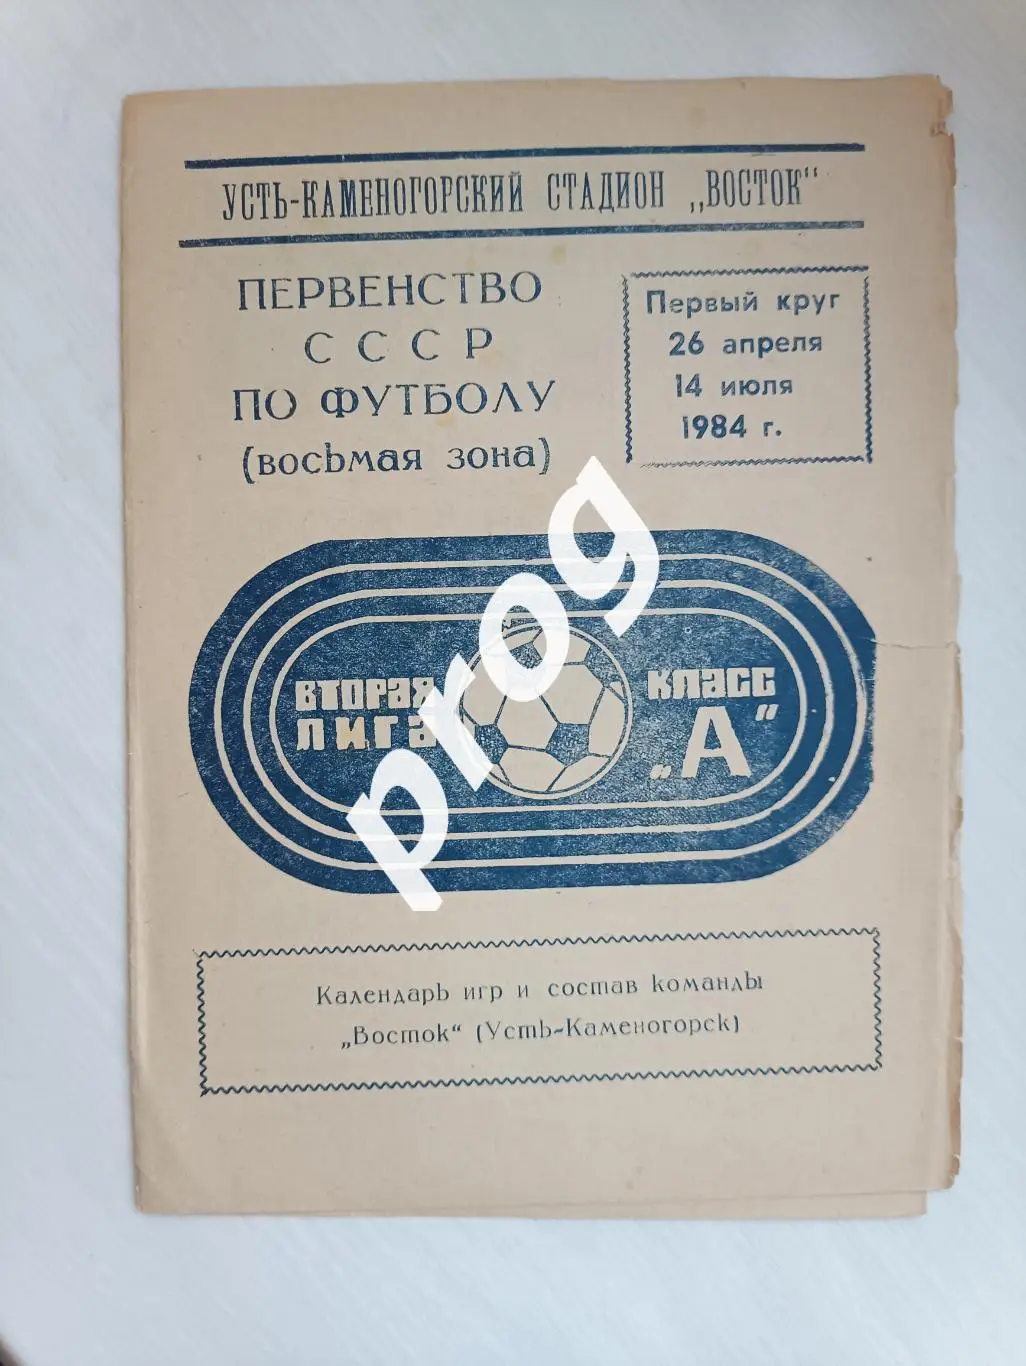 УСТЬ-КАМЕНОГОРСКИЙ СТАДИОН „ВОСТОК"
ПЕРВЕНСТВО
СССР
ПО ФУТБОЛУ
(восьмая зона)
Первый круг
26 апреля
14 июля
1984 г.
ВТОРАЯ
ЛИГА
КЛАСС
„А"
prog
Календарь игр и состав команды
„Восток" (Усть-Каменогорск)